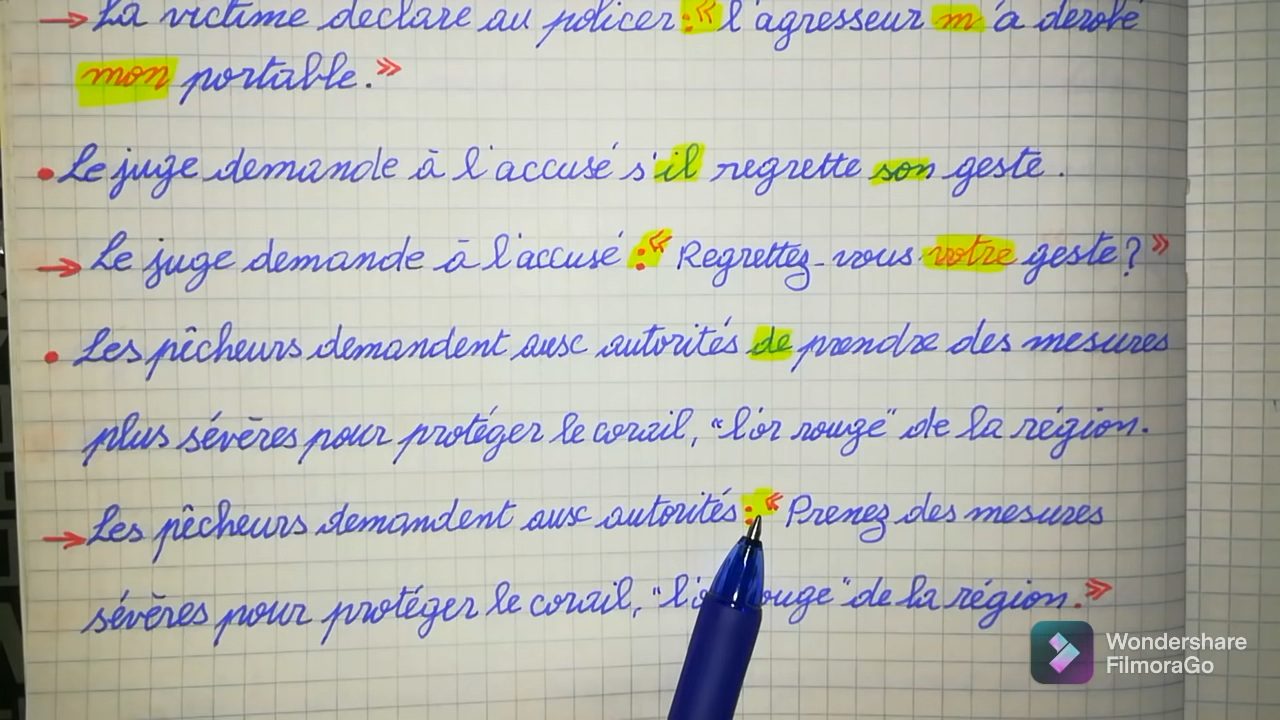 → La victime déclare au policer : « l'agresseur m'a dérobé
mon portable. »
• Le juge demande à l'accusé s'il regrette son geste.
→ Le juge demande à l'accusé : « Regrettez-vous votre geste ? »
• Les pêcheurs demandent aux autorités de prendre des mesures
plus sévères pour protéger le corail, "l'or rouge" de la région.
→ Les pêcheurs demandent aux autorités : « Prenez des mesures
sévères pour protéger le corail, "l'or rouge" de la région. »
Wondershare
FilmoraGo